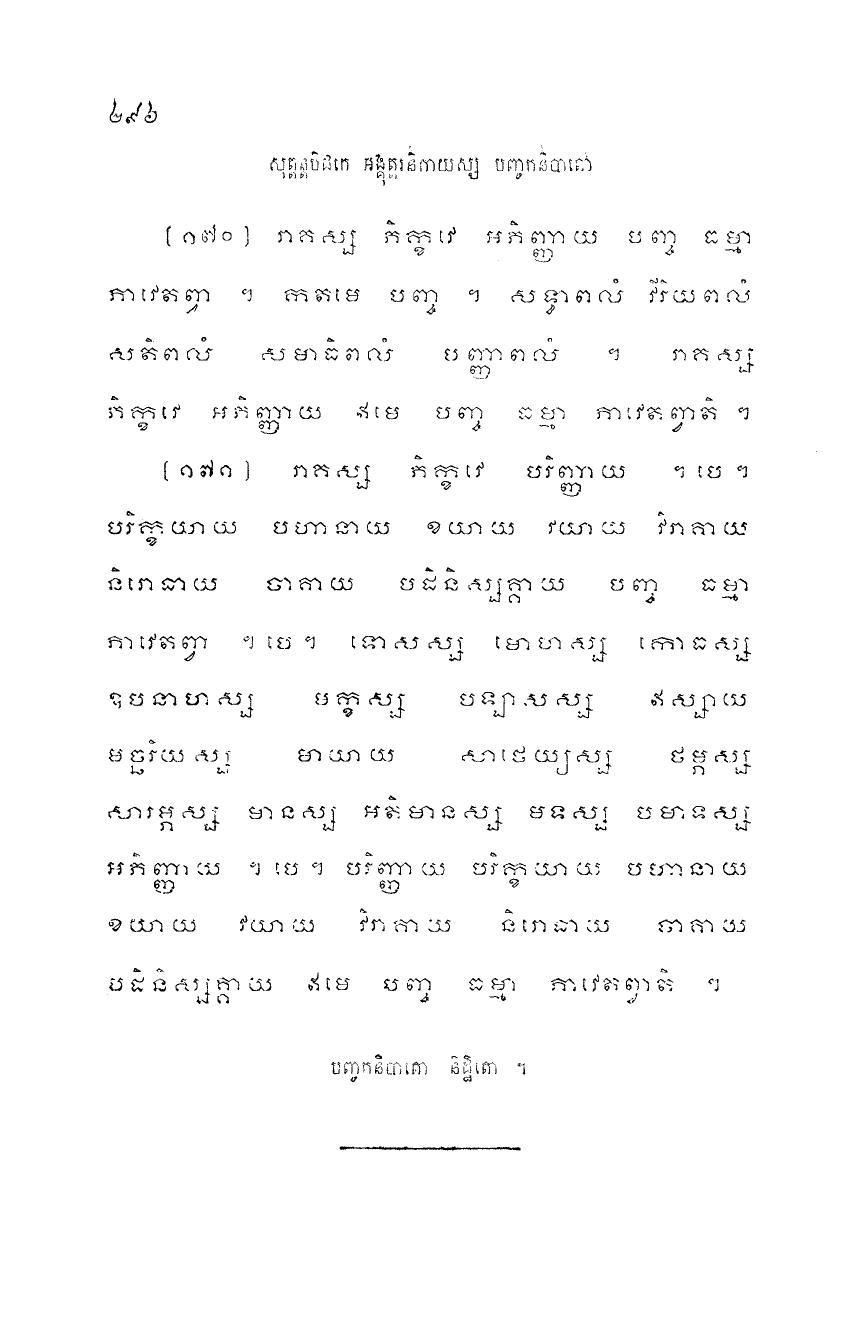 ២៩៦
សុត្តន្តបិដកេ អង្គុត្តរនិកាយស្ស បញ្ចកនិបាតោ
[១៧០] រាគស្ស ភិក្ខវេ អភិញ្ញាយ បញ្ច ធម្មា
ភាវេតព្វា ។ កតមេ បញ្ច ។ សទ្ធាពលំ វីរិយពលំ
សតិពលំ សមាធិពលំ បញ្ញាពលំ ។ រាគស្ស
ភិក្ខវេ អភិញ្ញាយ ឥមេ បញ្ច ធម្មា ភាវេតព្វាតិ ។
[១៧១] រាគស្ស ភិក្ខវេ បរិញ្ញាយ ។ បេ ។
បរិក្ខយាយ បហានាយ ខយាយ វយាយ វិរាគាយ
និរោធាយ ចាគាយ បដិនិស្សគ្គាយ បញ្ច ធម្មា
ភាវេតព្វា ។ បេ ។ ទោសស្ស មោហស្ស កោធស្ស
ឧបនាហស្ស មក្ខស្ស បឡាសស្ស ឥស្សាយ
មច្ឆរិយស្ស មាយាយ សាថេយ្យស្ស ថម្ភស្ស
សារម្ភស្ស មានស្ស អតិមានស្ស មទស្ស បមាទស្ស
អភិញ្ញាយ ។ បេ ។ បរិញ្ញាយ បរិក្ខយាយ បហានាយ
ខយាយ វយាយ វិរាគាយ និរោធាយ ចាគាយ
បដិនិស្សគ្គាយ ឥមេ បញ្ច ធម្មា ភាវេតព្វាតិ ។
បញ្ចកនិបាតោ និដ្ឋិតោ ។